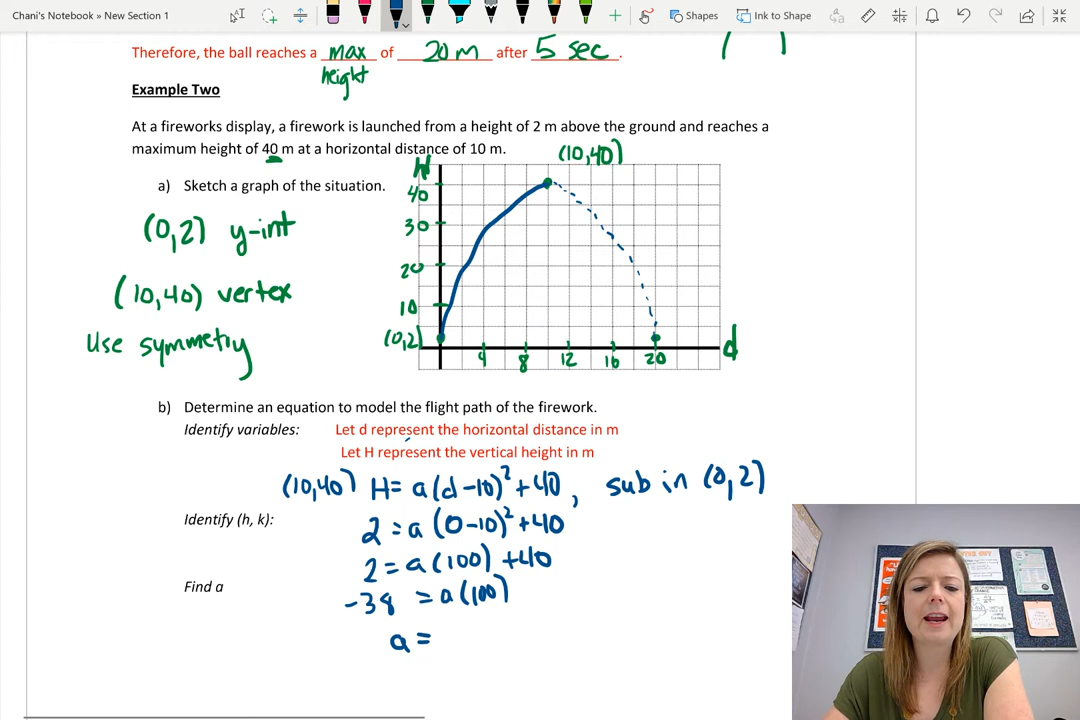 Chani's Notebook » New Section 1
Shapes
Ink to Shape
Therefore, the ball reaches a max of 20 m after 5 sec.
height
Example Two
At a fireworks display, a firework is launched from a height of 2 m above the ground and reaches a
maximum height of 40 m at a horizontal distance of 10 m.
(10,40)
a) Sketch a graph of the situation.
H
40
30
20
10
(0,2)
4 8 12 16 20
d
(0,2) y-int
(10,40) vertex
Use symmetry
b) Determine an equation to model the flight path of the firework.
Identify variables: Let d represent the horizontal distance in m
Let H represent the vertical height in m
(10,40) H= a(d-10)²+40, sub in (0,2)
Identify (h, k):
2 = a(0-10)²+40
2 = a(100)+40
Find a
-38 = a(100)
a =